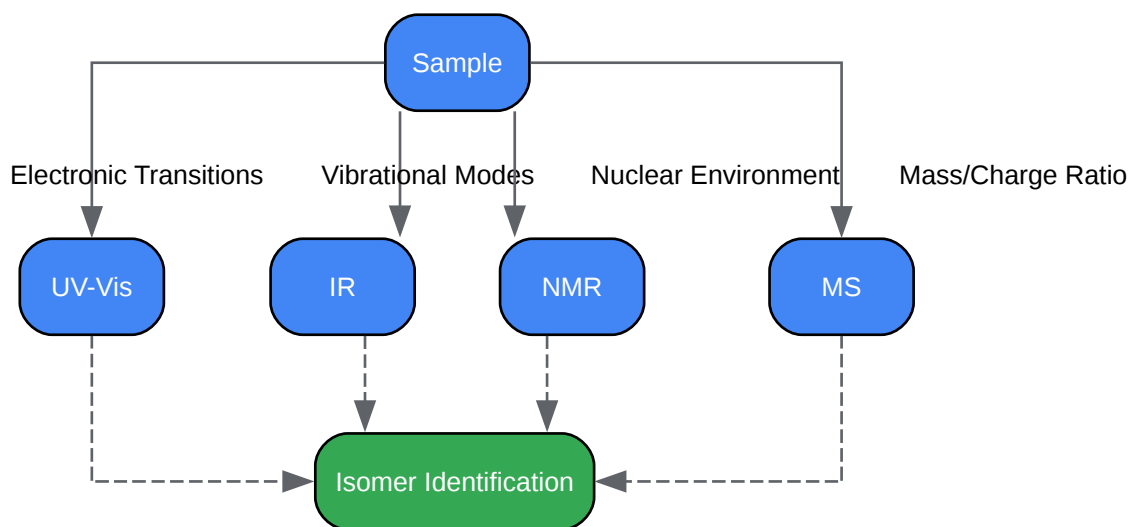 Sample
Electronic Transitions
Vibrational Modes
Nuclear Environment
Mass/Charge Ratio
UV-Vis
IR
NMR
MS
Isomer Identification